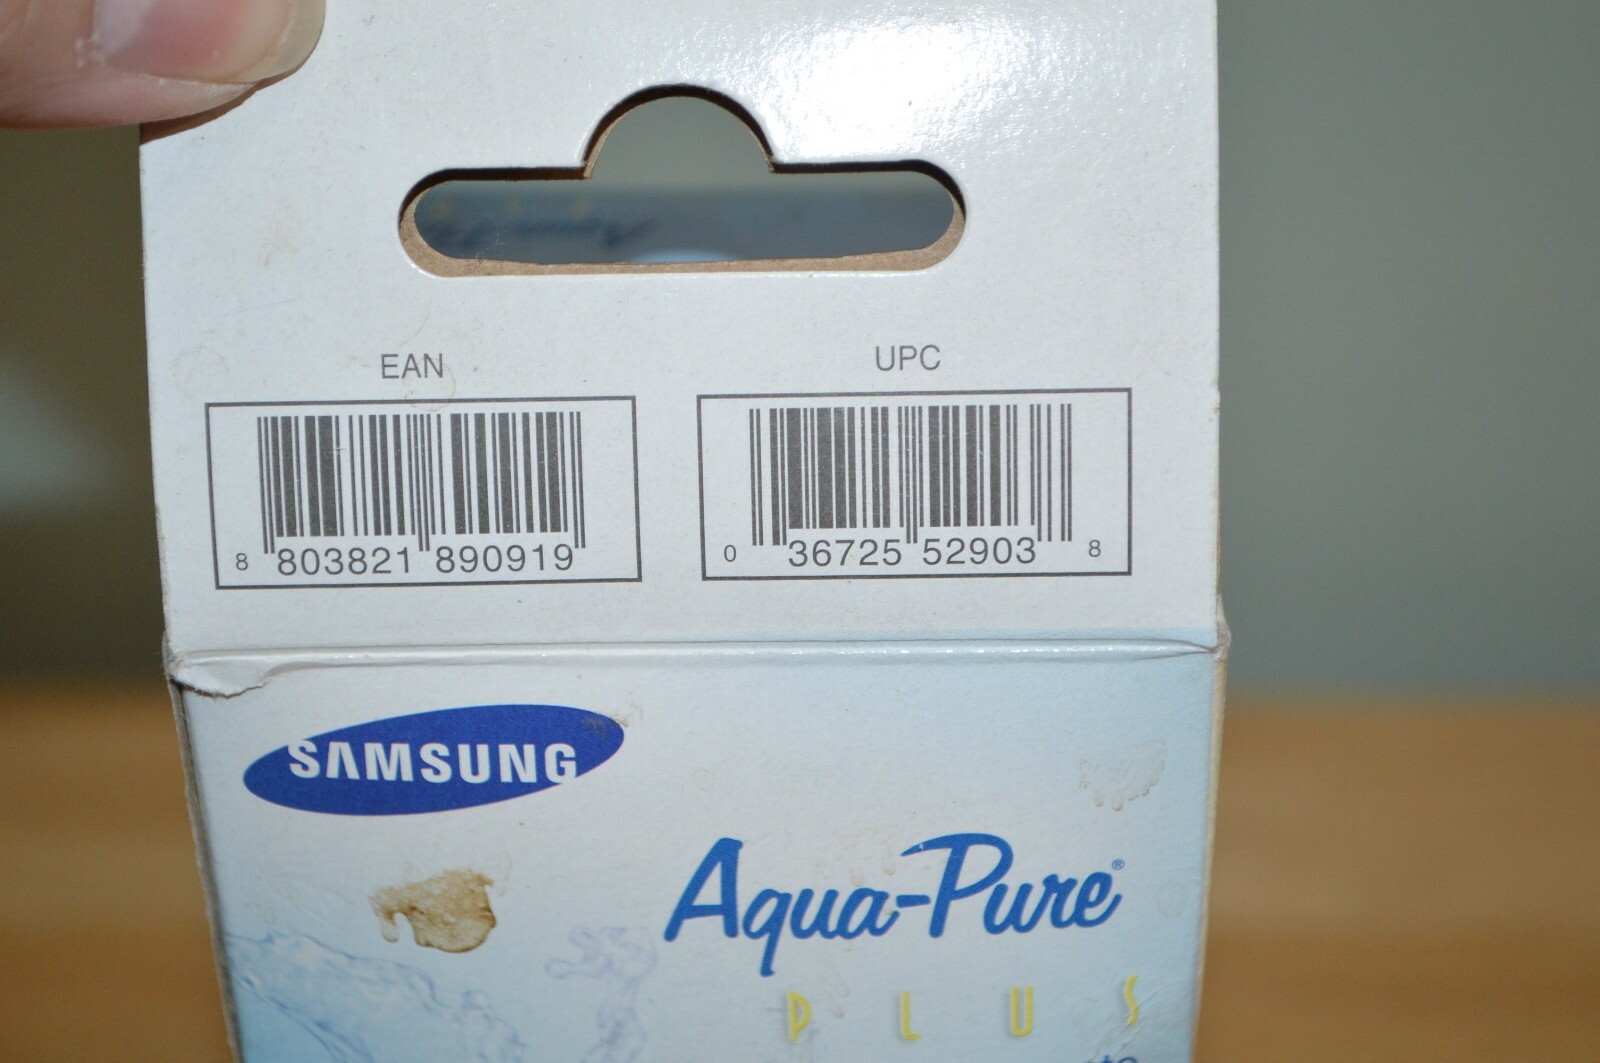 EAN
UPC
8 803821 890919
0 36725 52903 8
SAMSUNG
Aqua-Pure®
PLUS